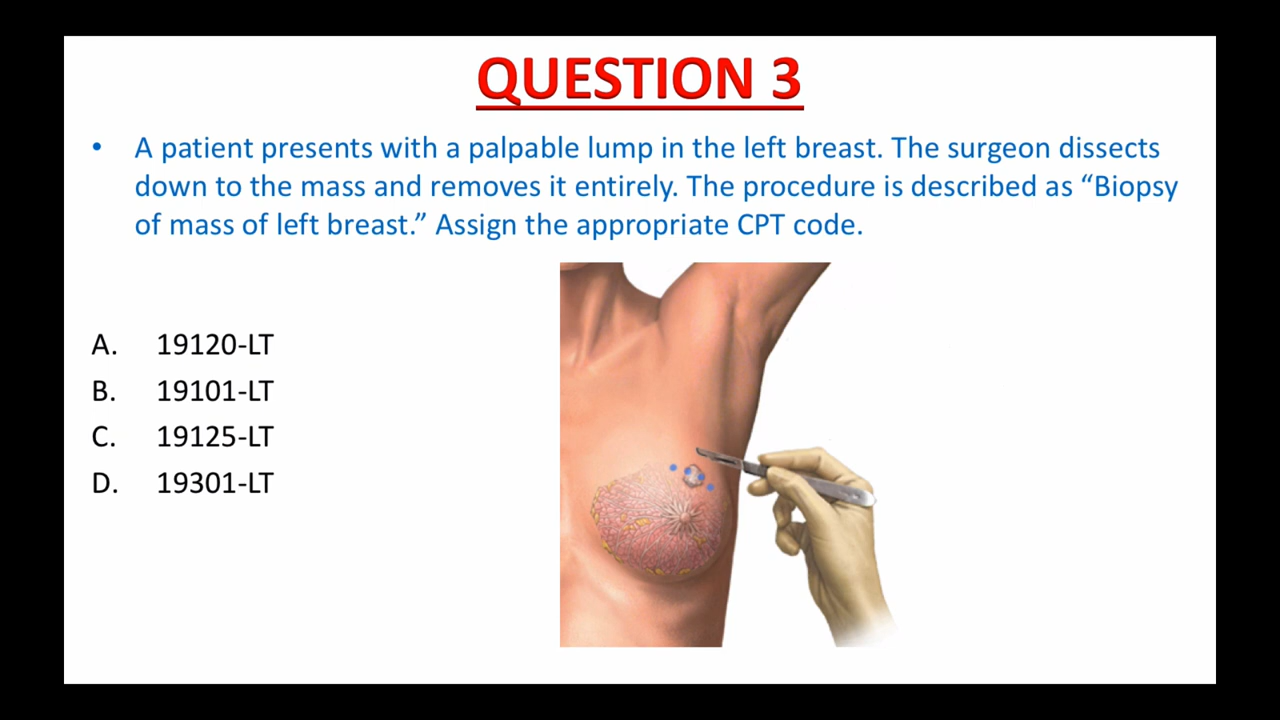 QUESTION 3
• A patient presents with a palpable lump in the left breast. The surgeon dissects
down to the mass and removes it entirely. The procedure is described as “Biopsy
of mass of left breast.” Assign the appropriate CPT code.
A. 19120-LT
B. 19101-LT
C. 19125-LT
D. 19301-LT